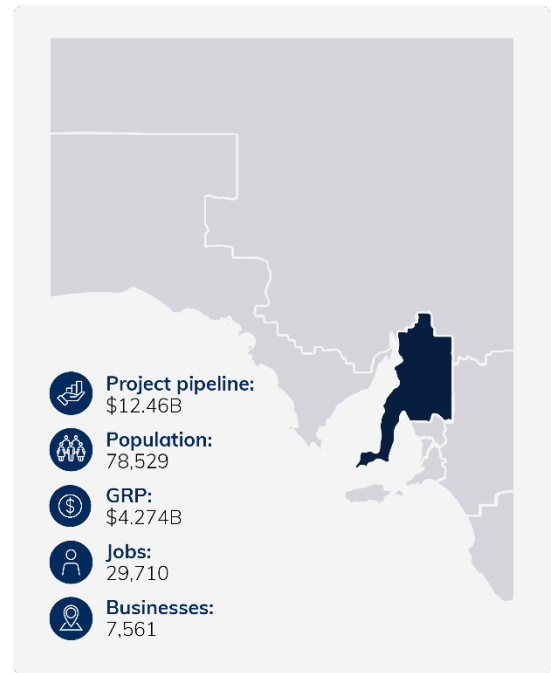 Project pipeline:
$12.46B
Population:
78,529
GRP:
$4.274B
Jobs:
29,710
Businesses:
7,561